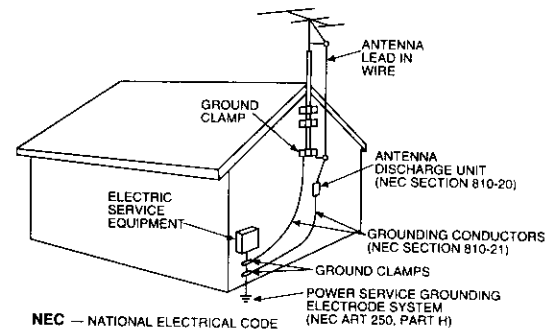 ANTENNA
LEAD IN
WIRE
GROUND
CLAMP
ANTENNA
DISCHARGE UNIT
(NEC SECTION 810-20)
ELECTRIC
SERVICE
EQUIPMENT
GROUNDING CONDUCTORS
(NEC SECTION 810-21)
GROUND CLAMPS
POWER SERVICE GROUNDING
ELECTRODE SYSTEM
(NEC ART 250, PART H)
NEC — NATIONAL ELECTRICAL CODE